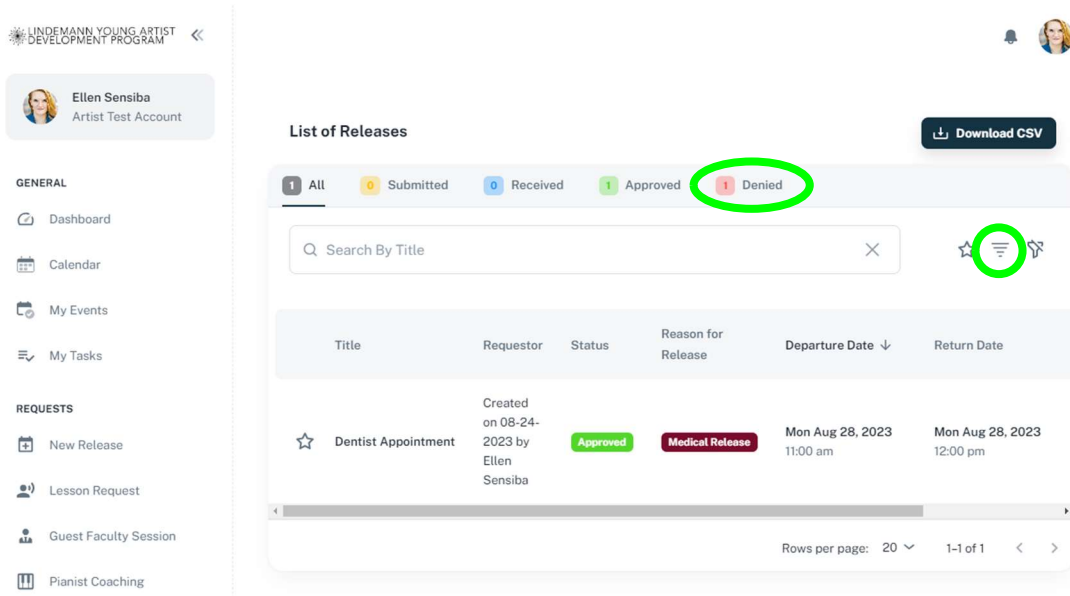 LINDEMANN YOUNG ARTIST
DEVELOPMENT PROGRAM
Ellen Sensiba
Artist Test Account
GENERAL
Dashboard
Calendar
My Events
My Tasks
REQUESTS
New Release
Lesson Request
Guest Faculty Session
Pianist Coaching
List of Releases
Download CSV
1 All 0 Submitted 0 Received 1 Approved 1 Denied
Search By Title
Title Requestor Status Reason for Release Departure Date Return Date
Dentist Appointment
Created
on 08-24-
2023 by
Ellen
Sensiba
Approved
Medical Release
Mon Aug 28, 2023
11:00 am
Mon Aug 28, 2023
12:00 pm
Rows per page: 20 1–1 of 1